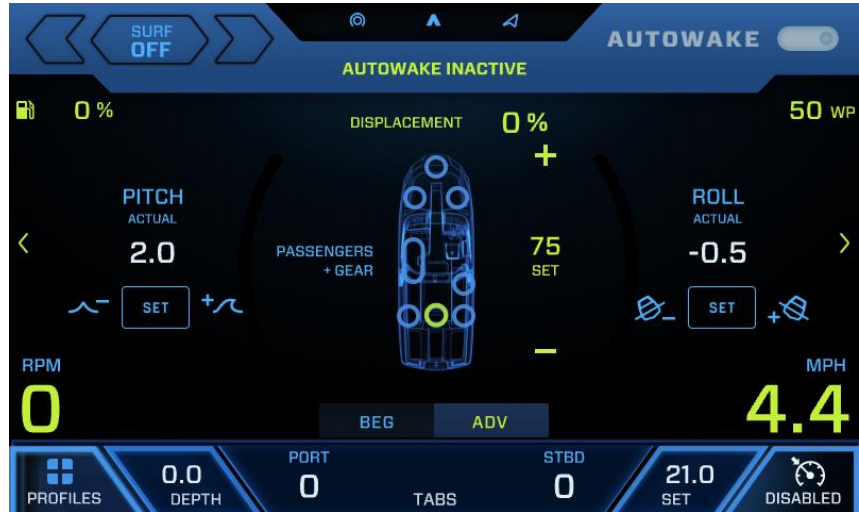 SURF
OFF
AUTOWAKE
AUTOWAKE INACTIVE
0 %
DISPLACEMENT 0 %
50 WP
+
PITCH
ACTUAL
2.0
SET
PASSENGERS
+ GEAR
75
SET
−
ROLL
ACTUAL
-0.5
SET
RPM
0
MPH
4.4
BEG ADV
PROFILES
0.0
DEPTH
PORT
0
TABS
STBD
0
21.0
SET
DISABLED